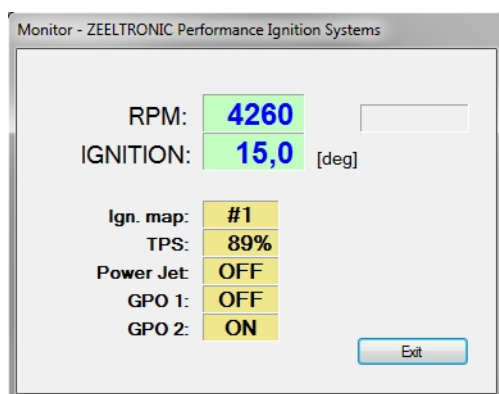 Monitor - ZEELTRONIC Performance Ignition Systems
RPM: 4260
IGNITION: 15,0 [deg]
Ign. map: #1
TPS: 89%
Power Jet: OFF
GPO 1: OFF
GPO 2: ON
Exit